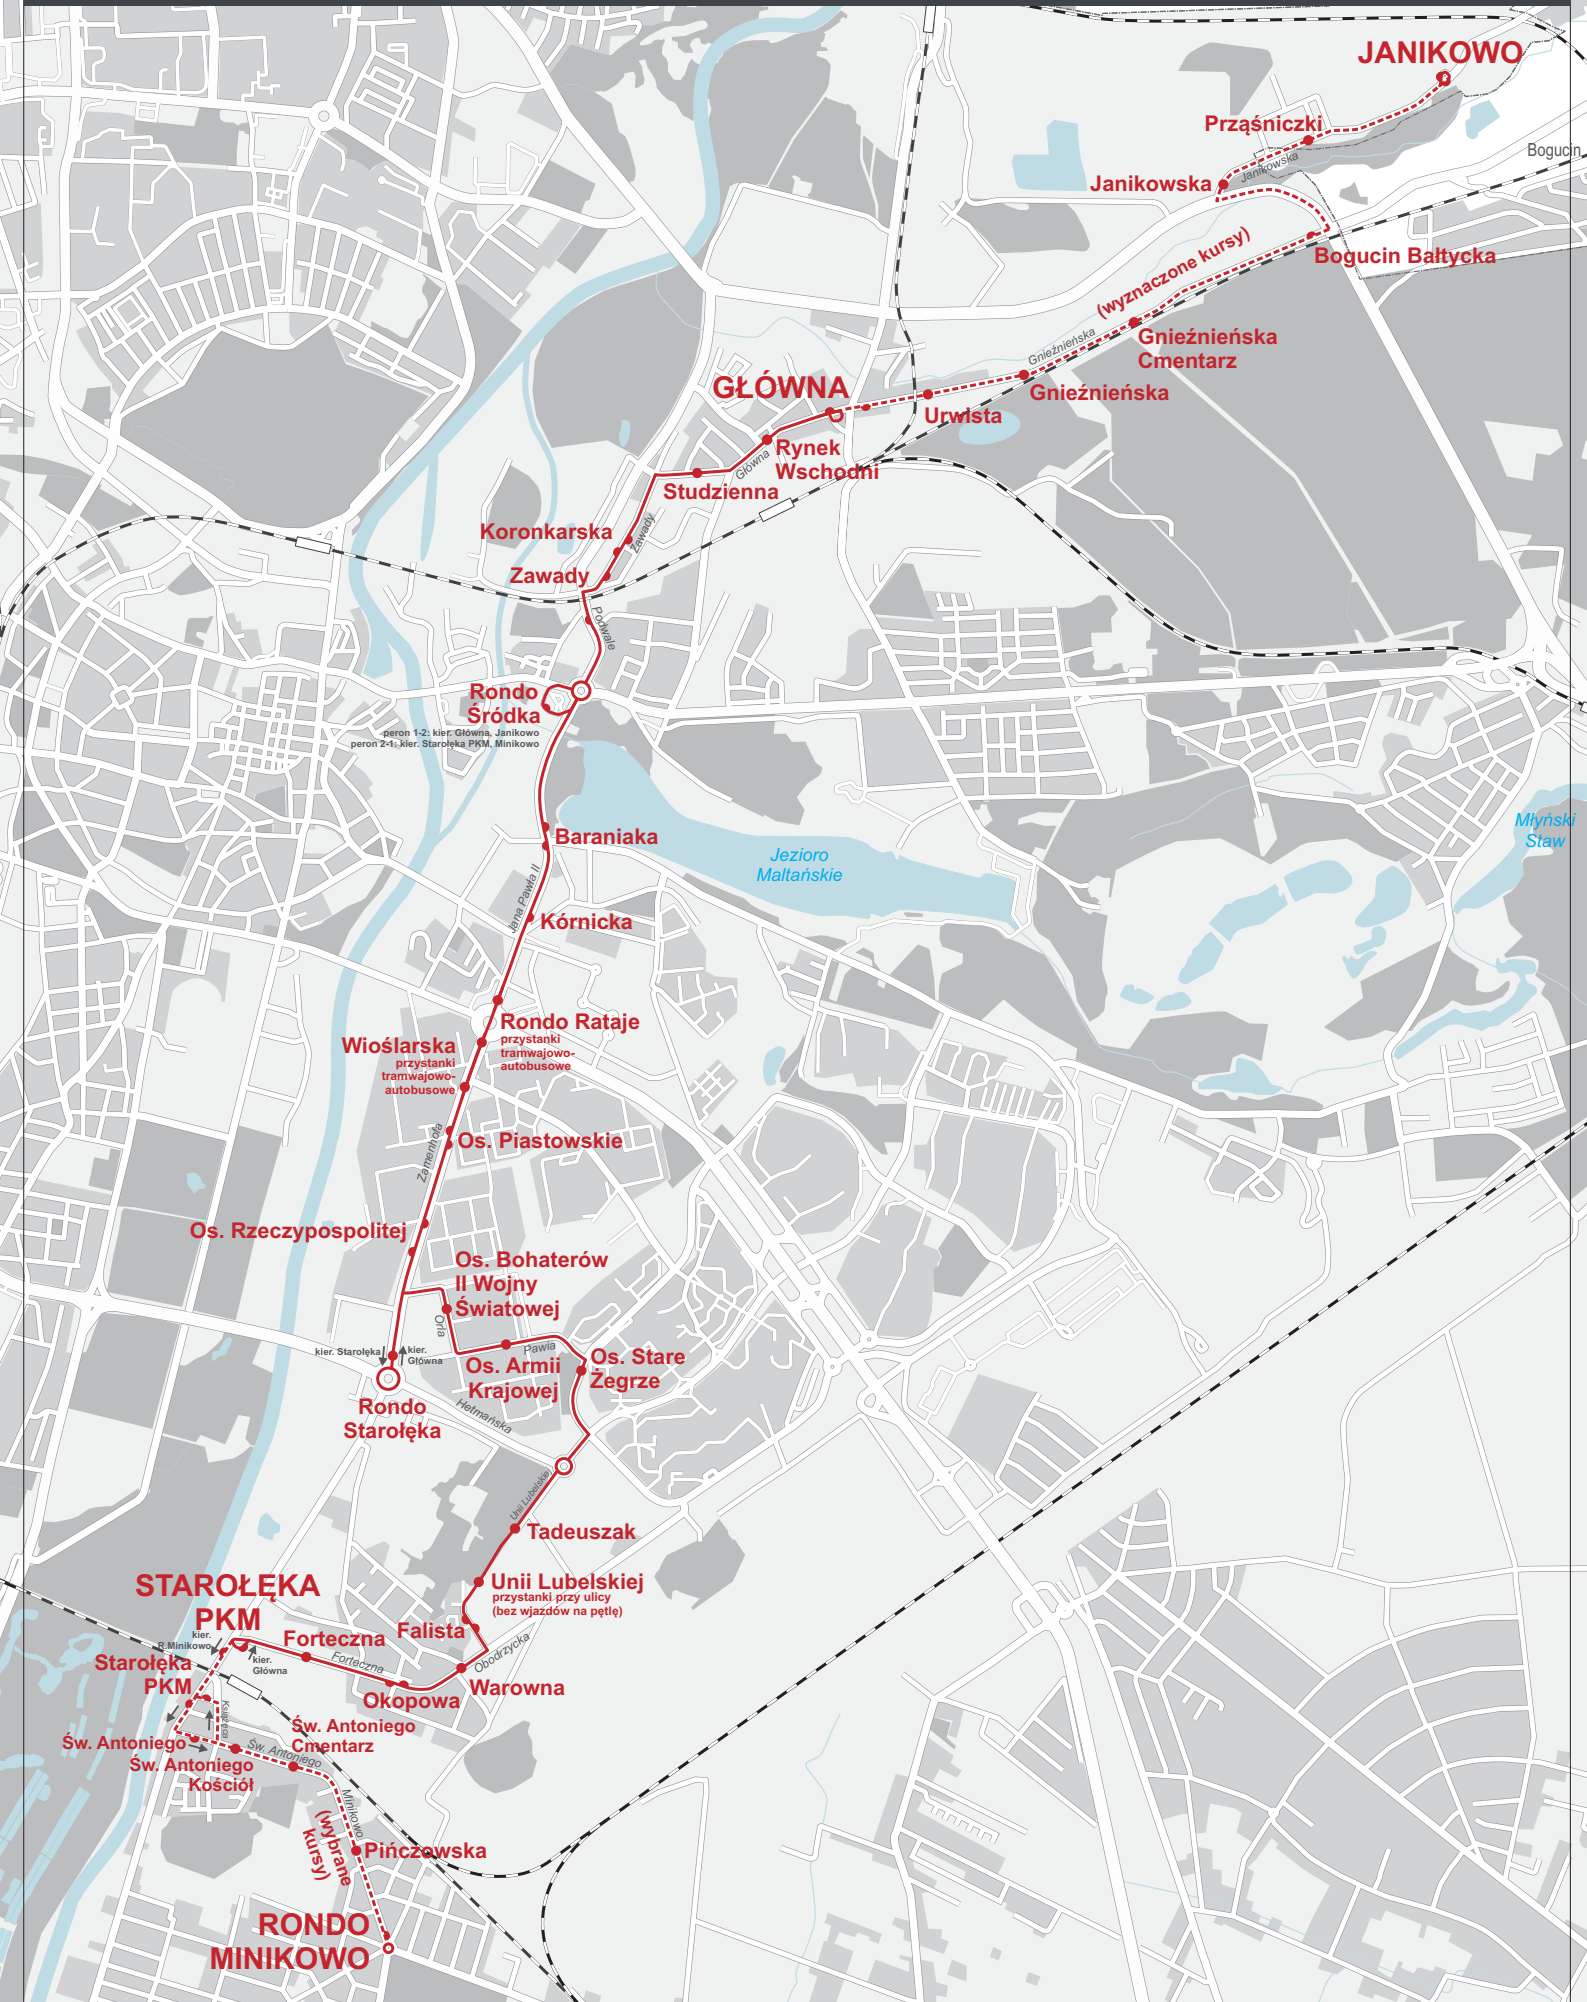 JANIKOWO
Prząśniczki
Janikowska
Bogucin
Janikowska
(wyznaczone kursy)
Bogucin Bałtycka
Gnieźnieńska
Gnieźnieńska
Cmentarz
GŁÓWNA
Gnieźnieńska
Urwista
Rynek
Wschodni
Główna
Studzienna
Koronkarska
Zawady
Zawady
Podwale
Rondo
Śródka
peron 1-2: kier. Główna, Janikowo
peron 2-1: kier. Starołęka PKM, Minikowo
Baraniaka
Jezioro
Maltańskie
Młyński
Staw
Jana Pawła II
Kórnicka
Rondo Rataje
przystanki
tramwajowo-
autobusowe
Wioślarska
przystanki
tramwajowo-
autobusowe
Zamenhofa
Os. Piastowskie
Os. Rzeczypospolitej
Os. Bohaterów
II Wojny
Światowej
Orla
kier. Starołęka
kier.
Główna
Pawia
Os. Armii
Krajowej
Os. Stare
Żegrze
Rondo
Starołęka
Hetmańska
Unii Lubelskiej
Tadeuszak
Unii Lubelskiej
przystanki przy ulicy
(bez wjazdów na pętlę)
STAROŁĘKA
PKM
kier.
R.Minikowo
kier.
Główna
Forteczna
Forteczna
Falista
Obodrzycka
Starołęka
PKM
Okopowa
Warowna
Książęca
Św. Antoniego
Św. Antoniego
Cmentarz
Św. Antoniego
Św. Antoniego
Kościół
Minikowo
(wybrane
kursy)
Pińczowska
RONDO
MINIKOWO